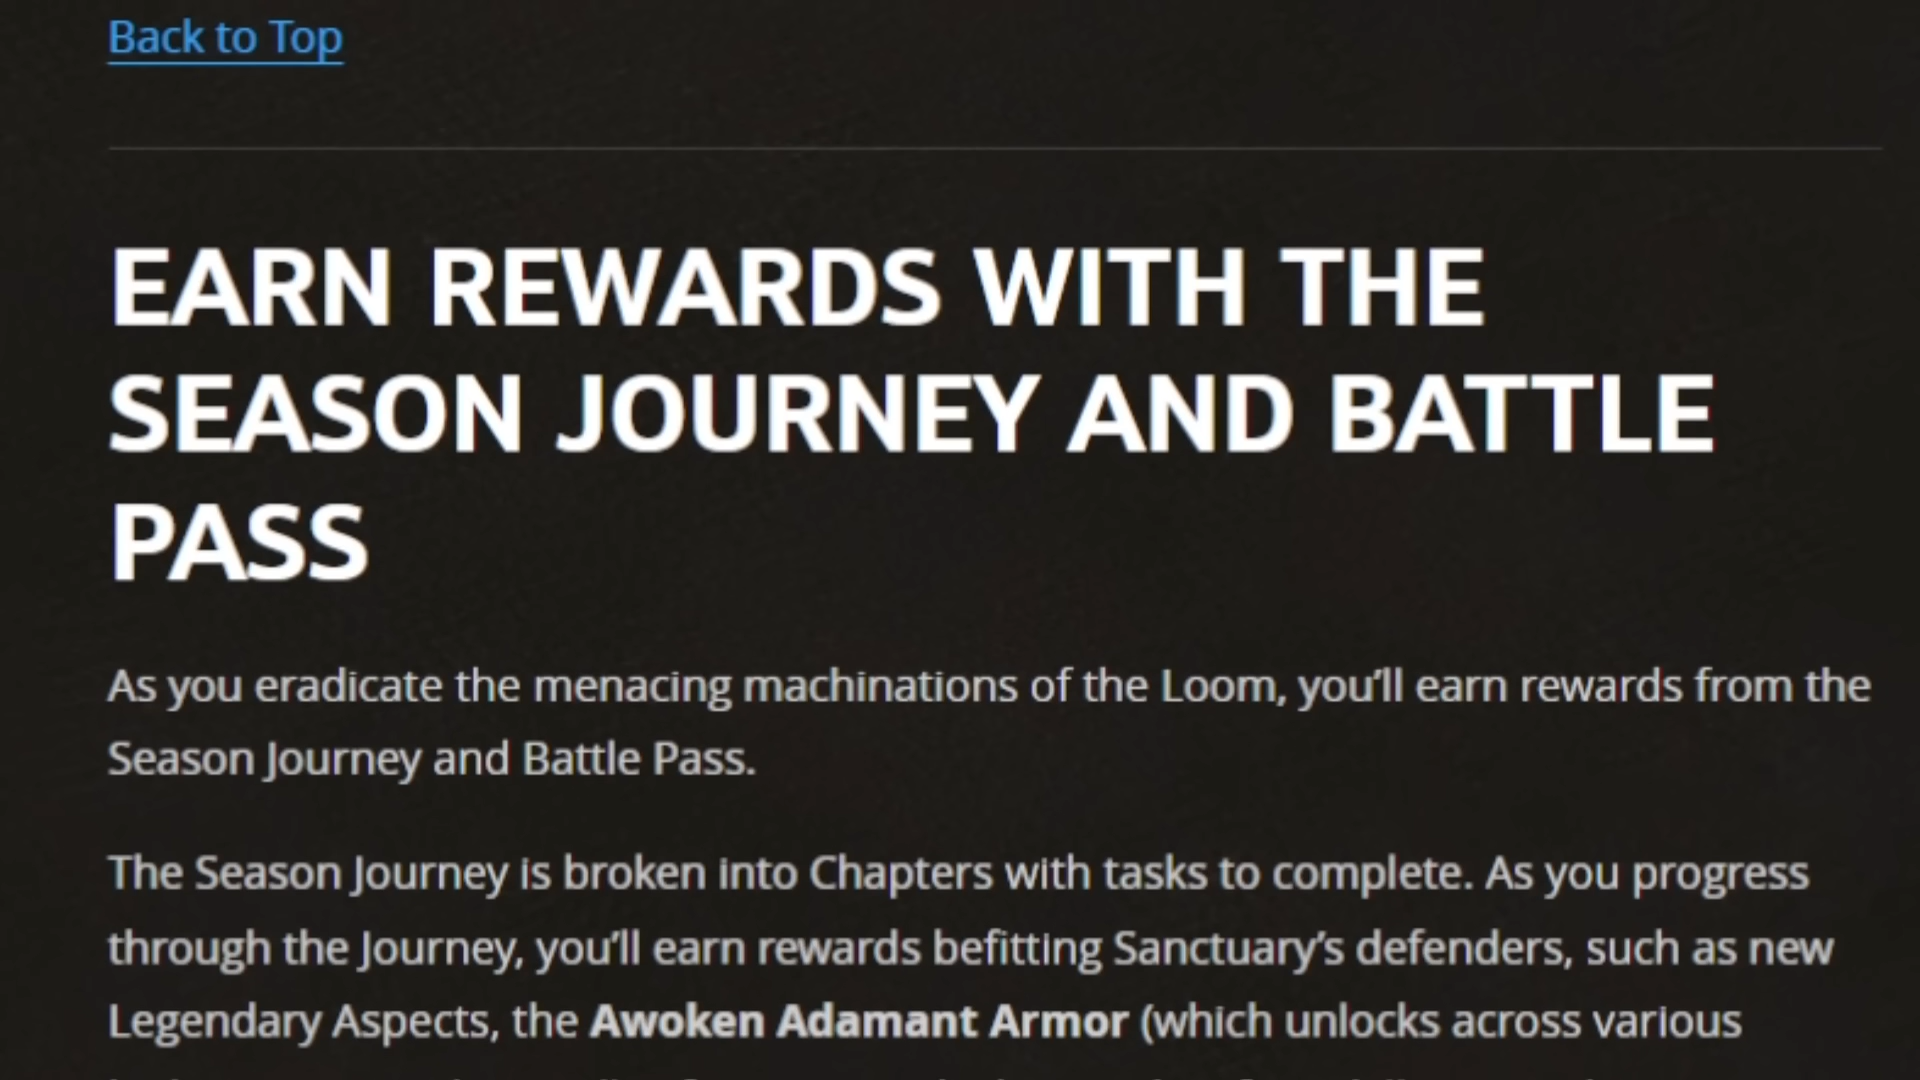 Back to Top
EARN REWARDS WITH THE
SEASON JOURNEY AND BATTLE
PASS
As you eradicate the menacing machinations of the Loom, you’ll earn rewards from the
Season Journey and Battle Pass.
The Season Journey is broken into Chapters with tasks to complete. As you progress
through the Journey, you’ll earn rewards befitting Sanctuary’s defenders, such as new
Legendary Aspects, the Awoken Adamant Armor (which unlocks across various